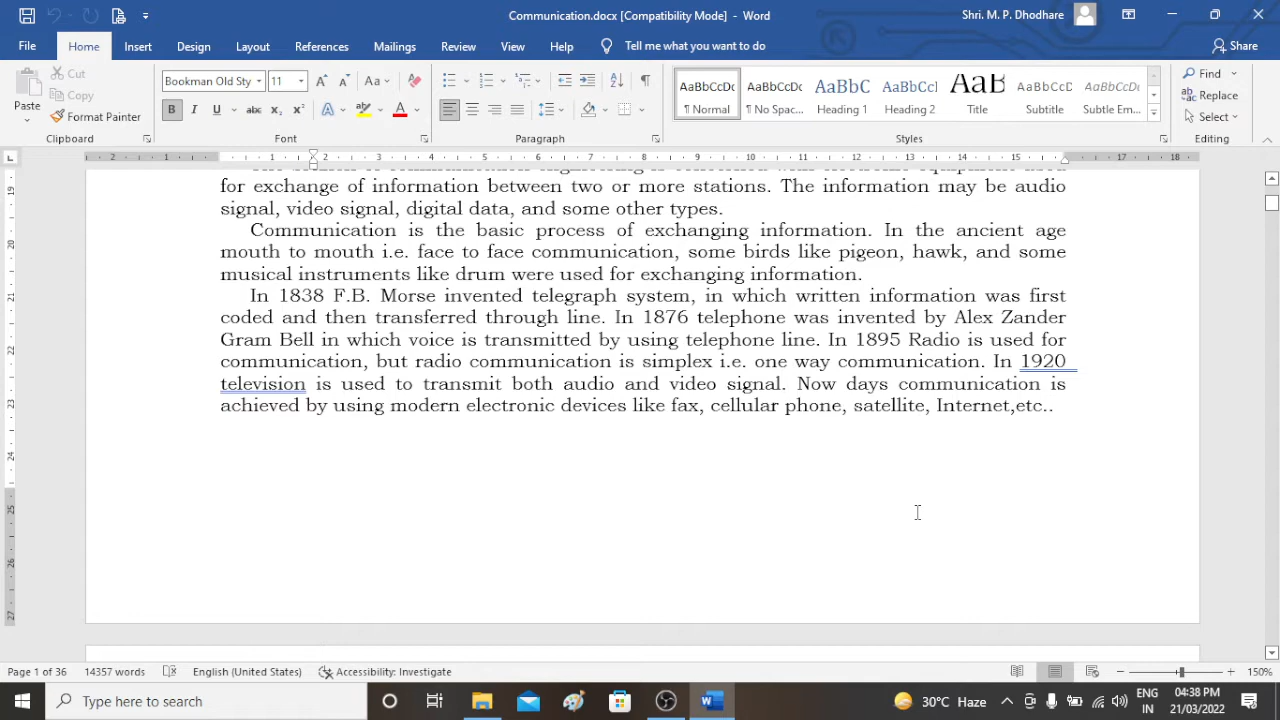 Communication.docx [Compatibility Mode] - Word
Shri. M. P. Dhodhare
File Home Insert Design Layout References Mailings Review View Help Tell me what you want to do Share
Paste
Cut
Copy
Format Painter
Clipboard
Bookman Old Sty 11
Font
Paragraph
AaBbCcDc AaBbCcDc AaBbC AaBbCcI AaB AaBbCcD AaBbCcDc
¶ Normal ¶ No Spac... Heading 1 Heading 2 Title Subtitle Subtle Em...
Styles
Find
Replace
Select
Editing
for exchange of information between two or more stations. The information may be audio
signal, video signal, digital data, and some other types.
Communication is the basic process of exchanging information. In the ancient age
mouth to mouth i.e. face to face communication, some birds like pigeon, hawk, and some
musical instruments like drum were used for exchanging information.
In 1838 F.B. Morse invented telegraph system, in which written information was first
coded and then transferred through line. In 1876 telephone was invented by Alex Zander
Gram Bell in which voice is transmitted by using telephone line. In 1895 Radio is used for
communication, but radio communication is simplex i.e. one way communication. In 1920
television is used to transmit both audio and video signal. Now days communication is
achieved by using modern electronic devices like fax, cellular phone, satellite, Internet,etc..
Page 1 of 36 14357 words English (United States) Accessibility: Investigate 150%
Type here to search
30°C Haze
ENG
IN
04:38 PM
21/03/2022